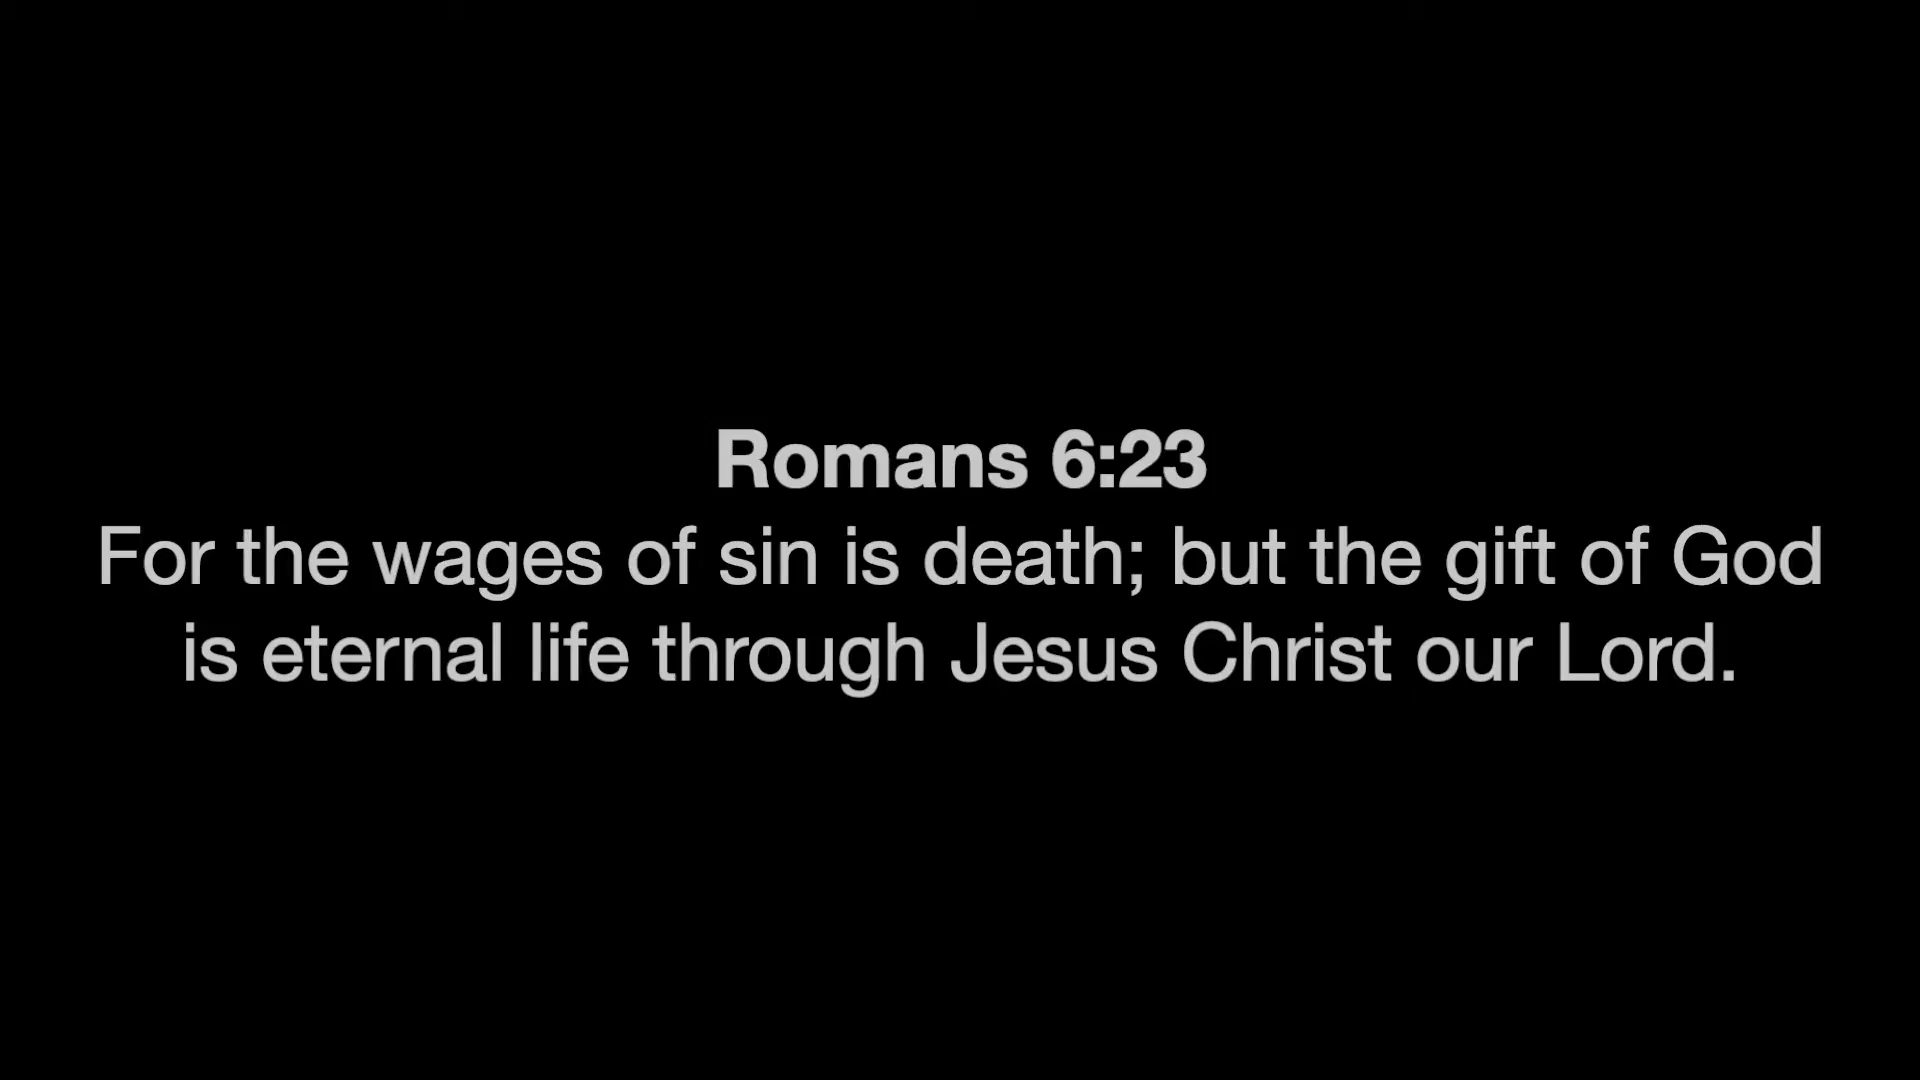 Romans 6:23
For the wages of sin is death; but the gift of God
is eternal life through Jesus Christ our Lord.